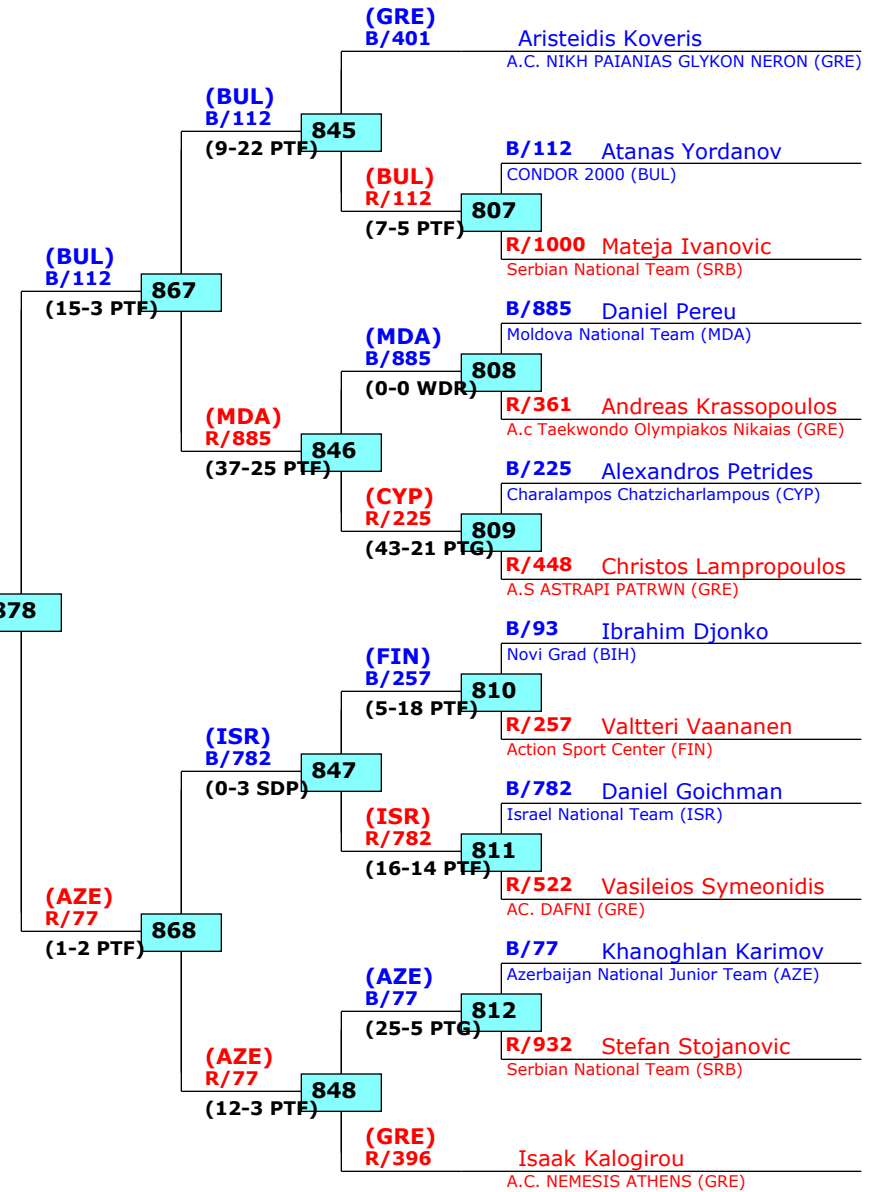 (GRE)
B/401
Aristeidis Koveris
A.C. NIKH PAIANIAS GLYKON NERON (GRE)
(BUL)
B/112
845
(9-22 PTF)
B/112 Atanas Yordanov
CONDOR 2000 (BUL)
(BUL)
R/112
807
(7-5 PTF)
R/1000 Mateja Ivanovic
Serbian National Team (SRB)
(BUL)
B/112
867
(15-3 PTF)
B/885 Daniel Pereu
Moldova National Team (MDA)
(MDA)
B/885
808
(0-0 WDR)
R/361 Andreas Krassopoulos
A.c Taekwondo Olympiakos Nikaias (GRE)
(MDA)
R/885
846
(37-25 PTF)
B/225 Alexandros Petrides
Charalampos Chatzicharlampous (CYP)
(CYP)
R/225
809
(43-21 PTG)
R/448 Christos Lampropoulos
A.S ASTRAPI PATRWN (GRE)
878
B/93 Ibrahim Djonko
Novi Grad (BIH)
(FIN)
B/257
810
(5-18 PTF)
R/257 Valtteri Vaananen
Action Sport Center (FIN)
(ISR)
B/782
847
(0-3 SDP)
B/782 Daniel Goichman
Israel National Team (ISR)
(ISR)
R/782
811
(16-14 PTF)
R/522 Vasileios Symeonidis
AC. DAFNI (GRE)
(AZE)
R/77
868
(1-2 PTF)
B/77 Khanoghlan Karimov
Azerbaijan National Junior Team (AZE)
(AZE)
B/77
812
(25-5 PTG)
R/932 Stefan Stojanovic
Serbian National Team (SRB)
(AZE)
R/77
848
(12-3 PTF)
(GRE)
R/396
Isaak Kalogirou
A.C. NEMESIS ATHENS (GRE)